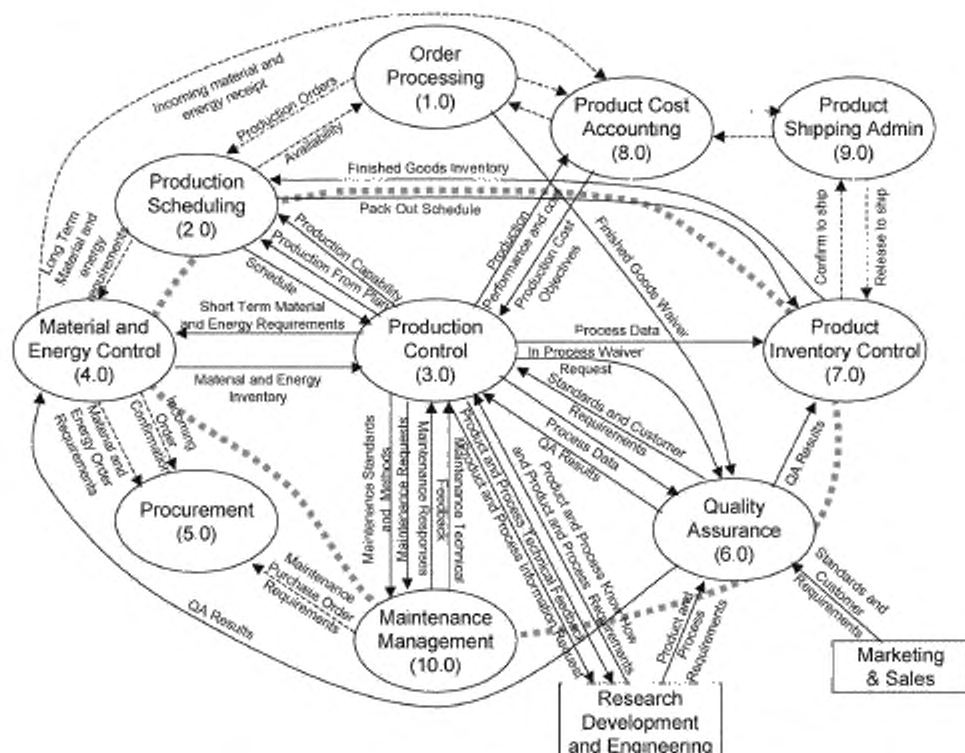 Order
Processing
(1.0)
Incoming material and
energy receipt
Production Orders
Availability
Product Cost
Accounting
(8.0)
Product
Shipping Admin
(9.0)
Production
Scheduling
(2 0)
Finished Goods Inventory
Pack Out Schedule
Long Term
Material and
energy
requirements
Schedule
Production From Plan
Production Capability
Production
Performance and
Production Cost
Objectives
Finished Goods Waiver
Confirm to ship
Release to ship
Material and
Energy Control
(4.0)
Short Term Material
and Energy Requirements
Material and Energy
Inventory
Production
Control
(3.0)
Process Data
In Process Waiver
Request
Product
Inventory Control
(7.0)
Standards and Customer
Requirements
Process Data
QA Results
QA Results
Quality
Assurance
(6.0)
Material and
Energy Order
Requirements
Incoming
Order
Confirmation
Procurement
(5.0)
Maintenance
Purchase Order
Requirements
QA Results
Maintenance Standards
and Methods
Maintenance Requests
Maintenance Responses
Maintenance Technical
Feedback
Product and Process Know How
and Product and Process Requirements
Product and Process Technical Feedback
Product and Process Information Request
Maintenance
Management
(10.0)
Product and
Process
Requirements
Standards and
Customer
Requirements
Marketing
& Sales
Research
Development
and Engineering